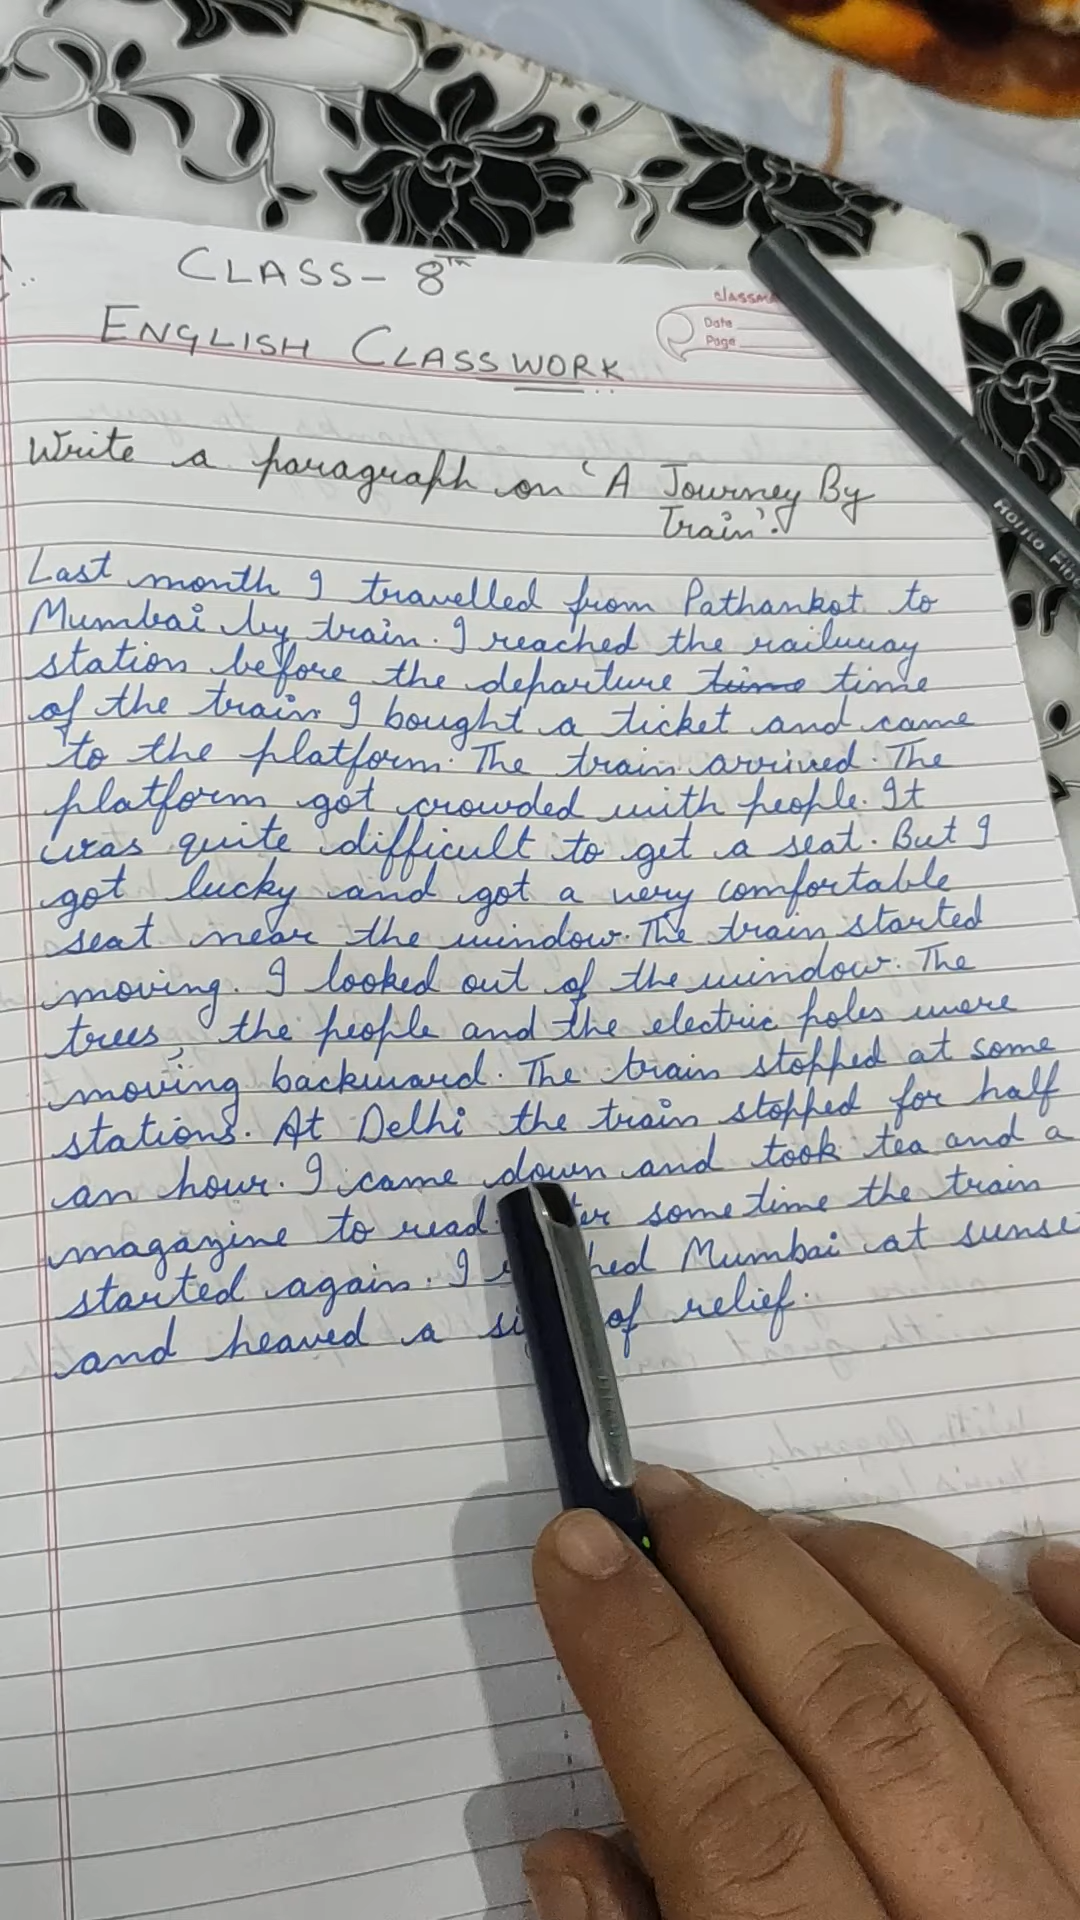 CLASS- 8TH
ENGLISH CLASSWORK
Date
Page
Write a paragraph on 'A Journey By
Train'.
Last month I travelled from Pathankot to
Mumbai by train. I reached the railway
station before the departure time time
of the train. I bought a ticket and came
to the platform. The train arrived. The
platform got crowded with people. It
was quite difficult to get a seat. But I
got lucky and got a very comfortable
seat near the window. The train started
moving. I looked out of the window. The
trees, the people and the electric poles were
moving backward. The train stopped at some
stations. At Delhi the train stopped for half
an hour. I came down and took tea and a
magazine to read. some time the train
started again. I Mumbai at
and heaved a of relief.